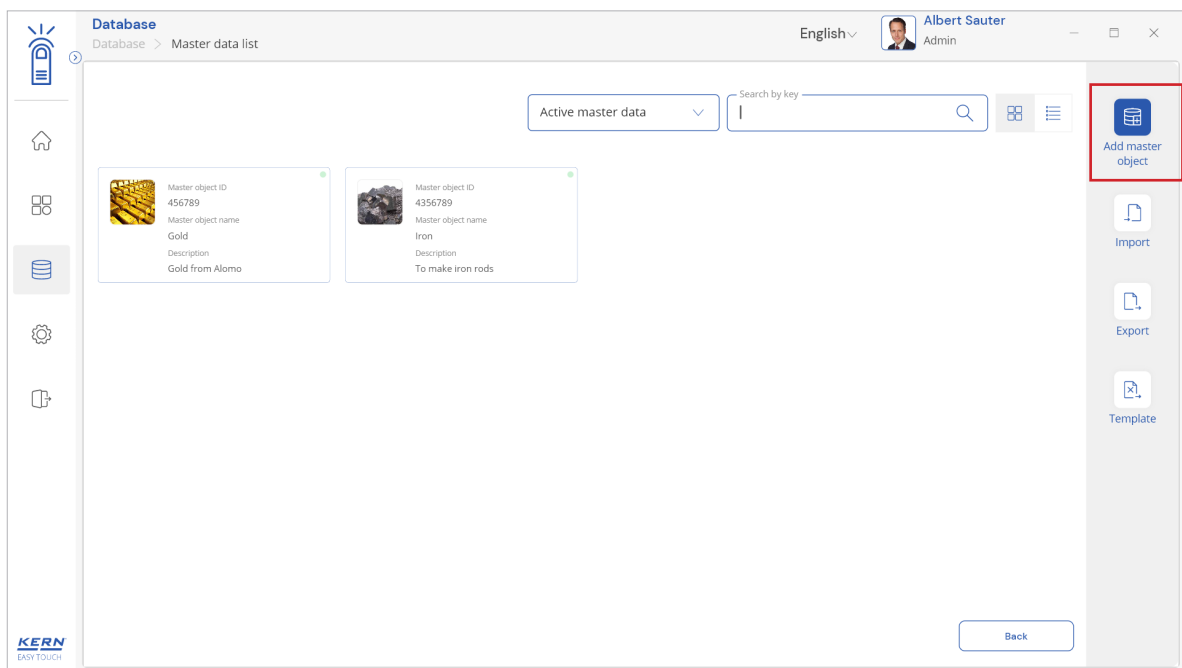 Database
Database > Master data list
English
Albert Sauter
Admin
Active master data
Search by key
Add master
object
Master object ID
456789
Master object name
Gold
Description
Gold from Alomo
Master object ID
4356789
Master object name
Iron
Description
To make iron rods
Import
Export
Template
Back
KERN
EASY TOUCH